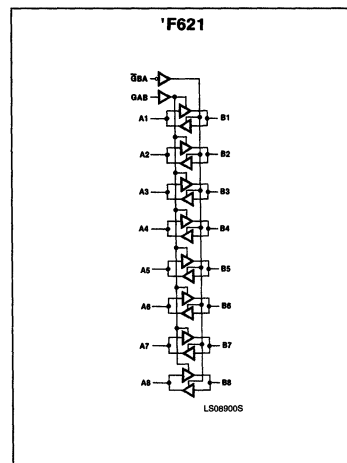 'F621
G̅BA
GAB
A1 B1
A2 B2
A3 B3
A4 B4
A5 B5
A6 B6
A7 B7
A8 B8
LS08900S